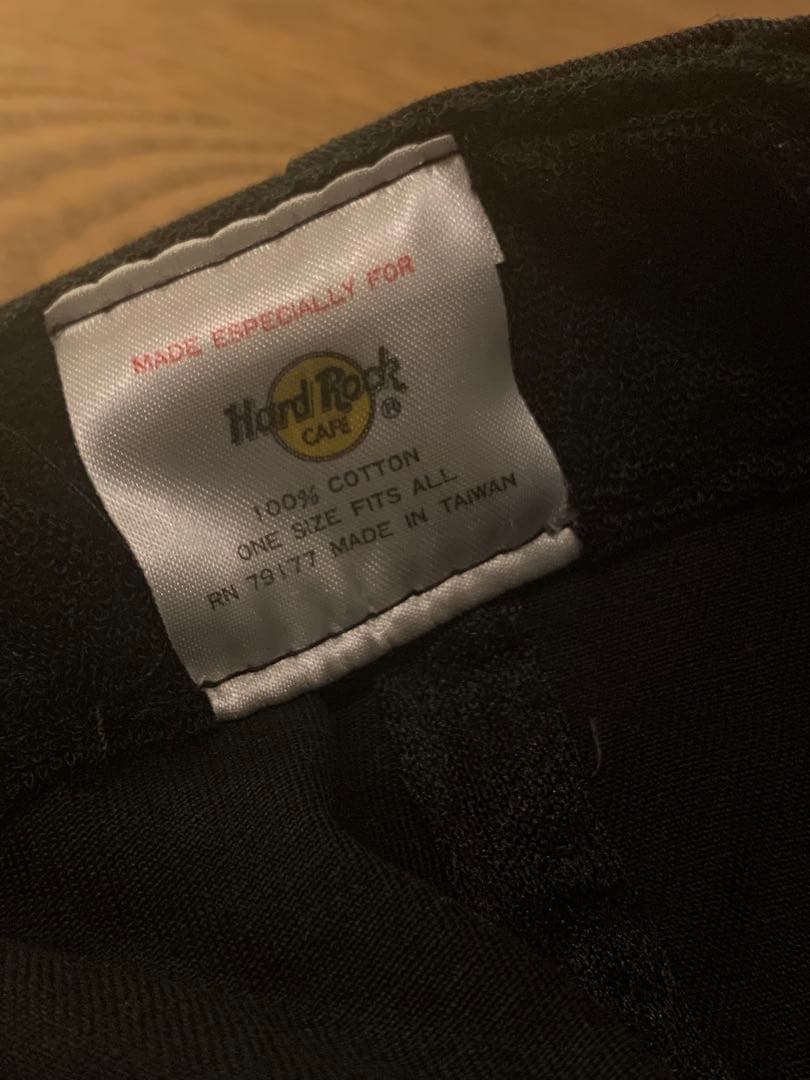 MADE ESPECIALLY FOR
Hard Rock ®
CAFE
100% COTTON
ONE SIZE FITS ALL
RN 79177 MADE IN TAIWAN